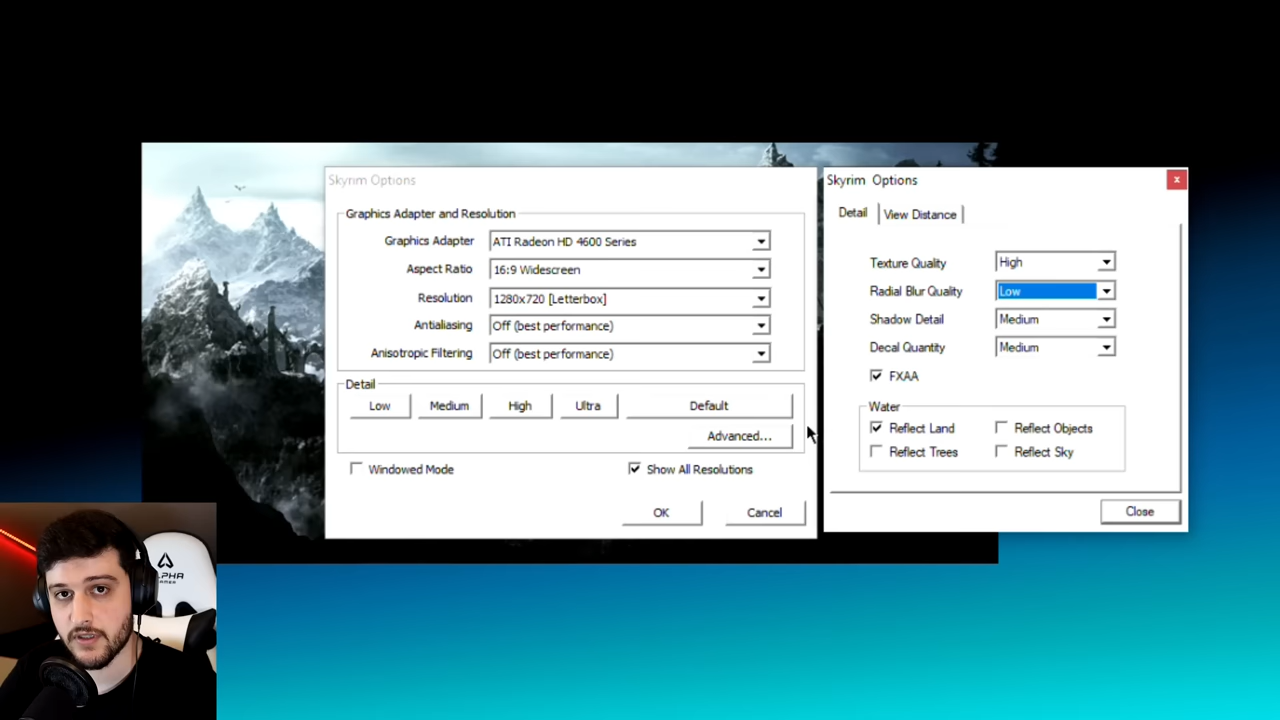 Skyrim Options
Graphics Adapter and Resolution
Graphics Adapter ATI Radeon HD 4600 Series
Aspect Ratio 16:9 Widescreen
Resolution 1280x720 [Letterbox]
Antialiasing Off (best performance)
Anisotropic Filtering Off (best performance)
Detail
Low Medium High Ultra Default
Advanced...
Windowed Mode Show All Resolutions
OK Cancel
Skyrim Options x
Detail View Distance
Texture Quality High
Radial Blur Quality Low
Shadow Detail Medium
Decal Quantity Medium
FXAA
Water
Reflect Land Reflect Objects
Reflect Trees Reflect Sky
Close